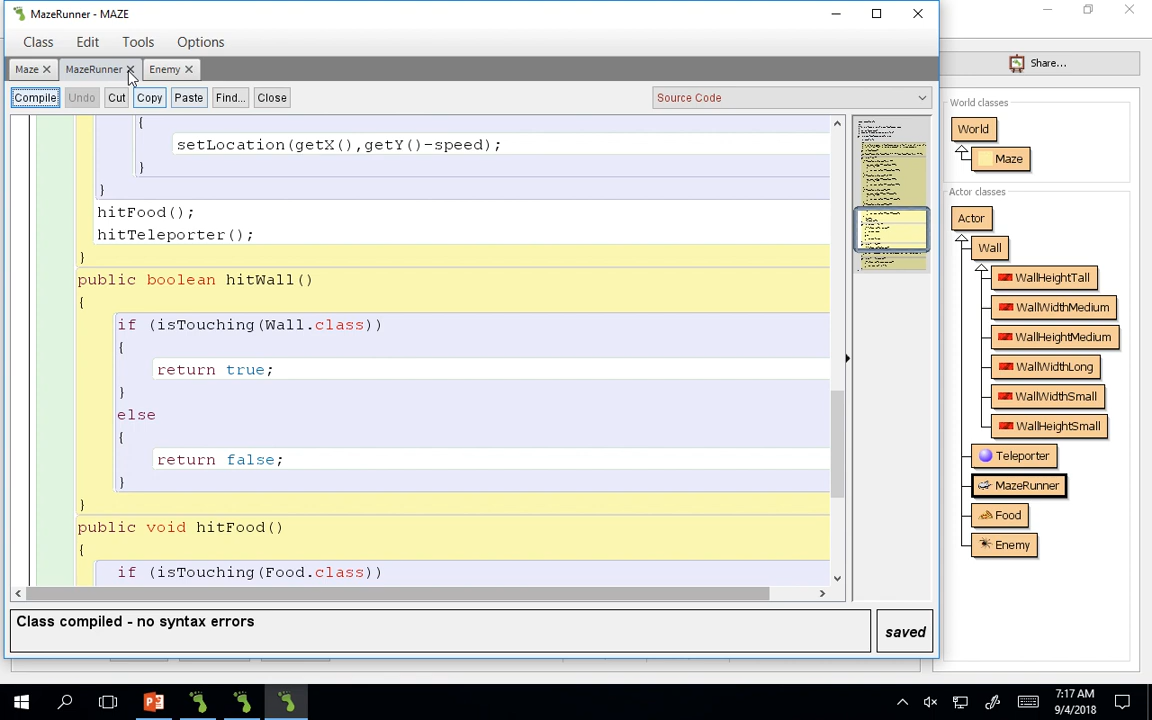 MazeRunner - MAZE
Class Edit Tools Options
Maze MazeRunner Enemy
Compile Undo Cut Copy Paste Find... Close Source Code
{
setLocation(getX(),getY()-speed);
}
}
hitFood();
hitTeleporter();
}
public boolean hitWall()
{
if (isTouching(Wall.class))
{
return true;
}
else
{
return false;
}
}
public void hitFood()
{
if (isTouching(Food.class))
Class compiled - no syntax errors
saved
Share...
World classes
World
Maze
Actor classes
Actor
Wall
WallHeightTall
WallWidthMedium
WallHeightMedium
WallWidthLong
WallWidthSmall
WallHeightSmall
Teleporter
MazeRunner
Food
Enemy
7:17 AM
9/4/2018